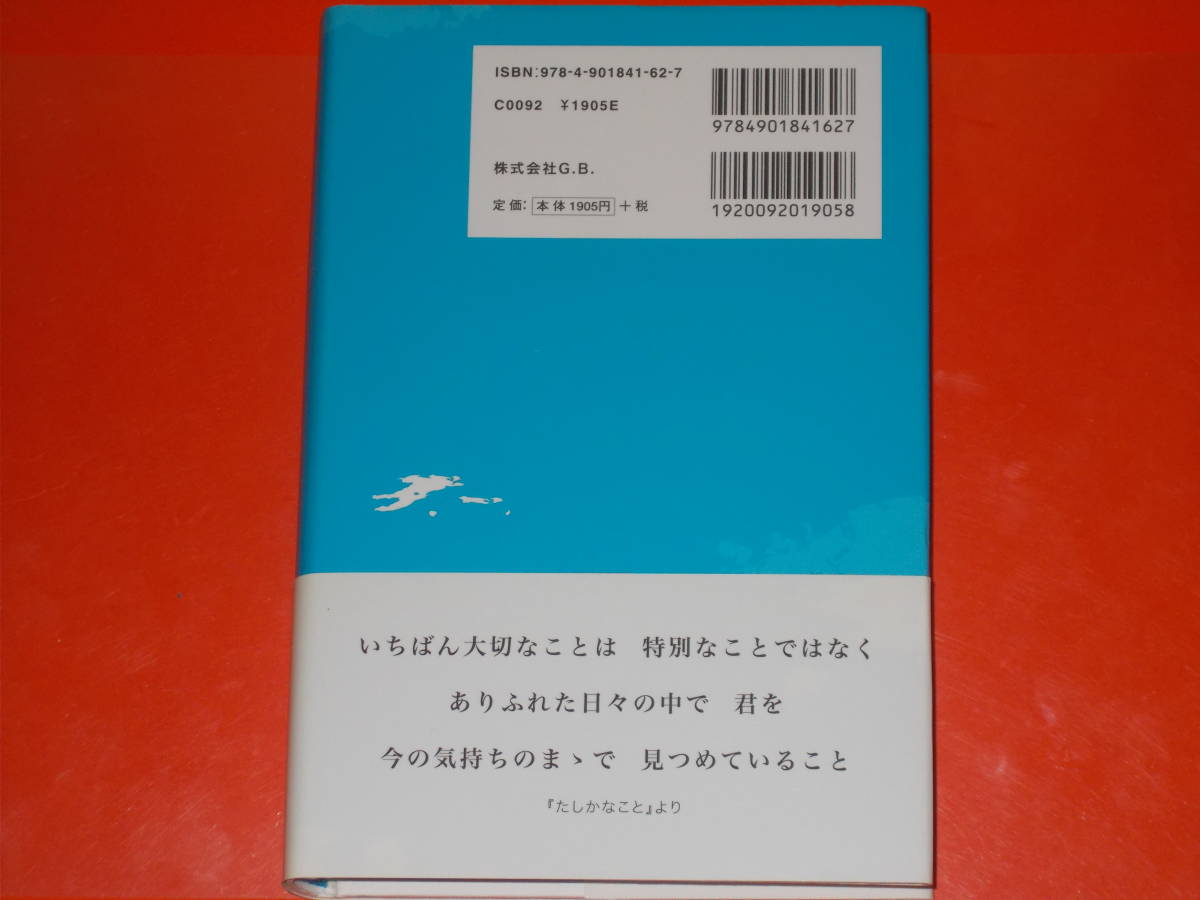 ISBN:978-4-901841-62-7
C0092 ¥1905E
9784901841627
株式会社G.B.
定価: 本体 1905円 +税
1920092019058
いちばん大切なことは 特別なことではなく
ありふれた日々の中で 君を
今の気持ちのまゝで 見つめていること
『たしかなこと』より